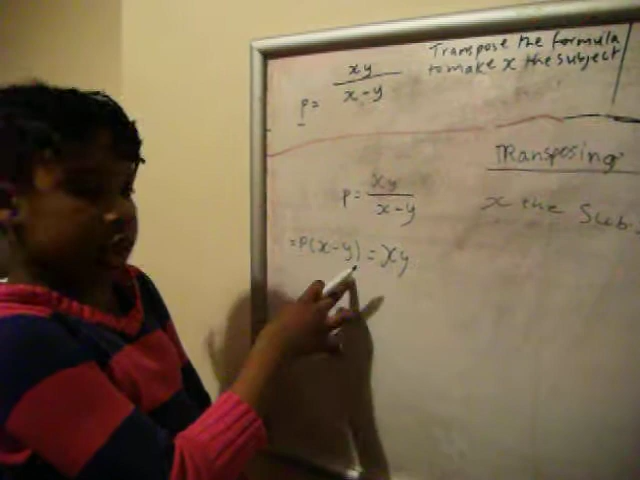 p = xy / x - y
Transpose the formula
to make x the subject
TRansposing
p = xy / x - y
x the Sub.
= P(x - y) = xy